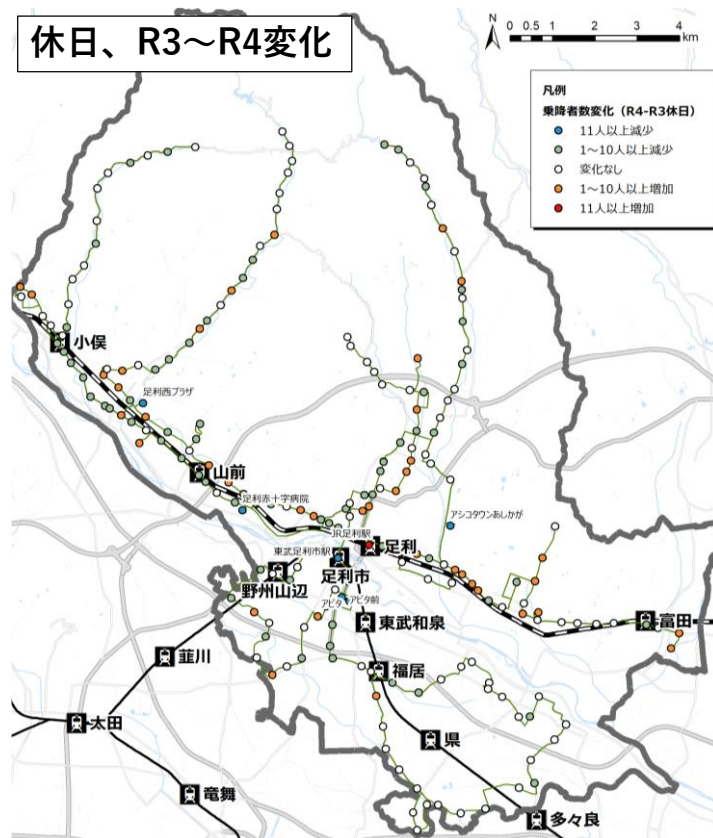 休日、R3～R4変化
N
0 0.5 1 2 3 4
km
凡例
乗降者数変化（R4-R3休日）
11人以上減少
1～10人以上減少
変化なし
1～10人以上増加
11人以上増加
小俣
足利西プラザ
山前
足利赤十字病院
アシコタウンあしかが
JR足利駅
足利
東武足利市駅
足利市
野州山辺
アピタ
アピタ前
東武和泉
富田
韮川
福居
太田
県
竜舞
多々良